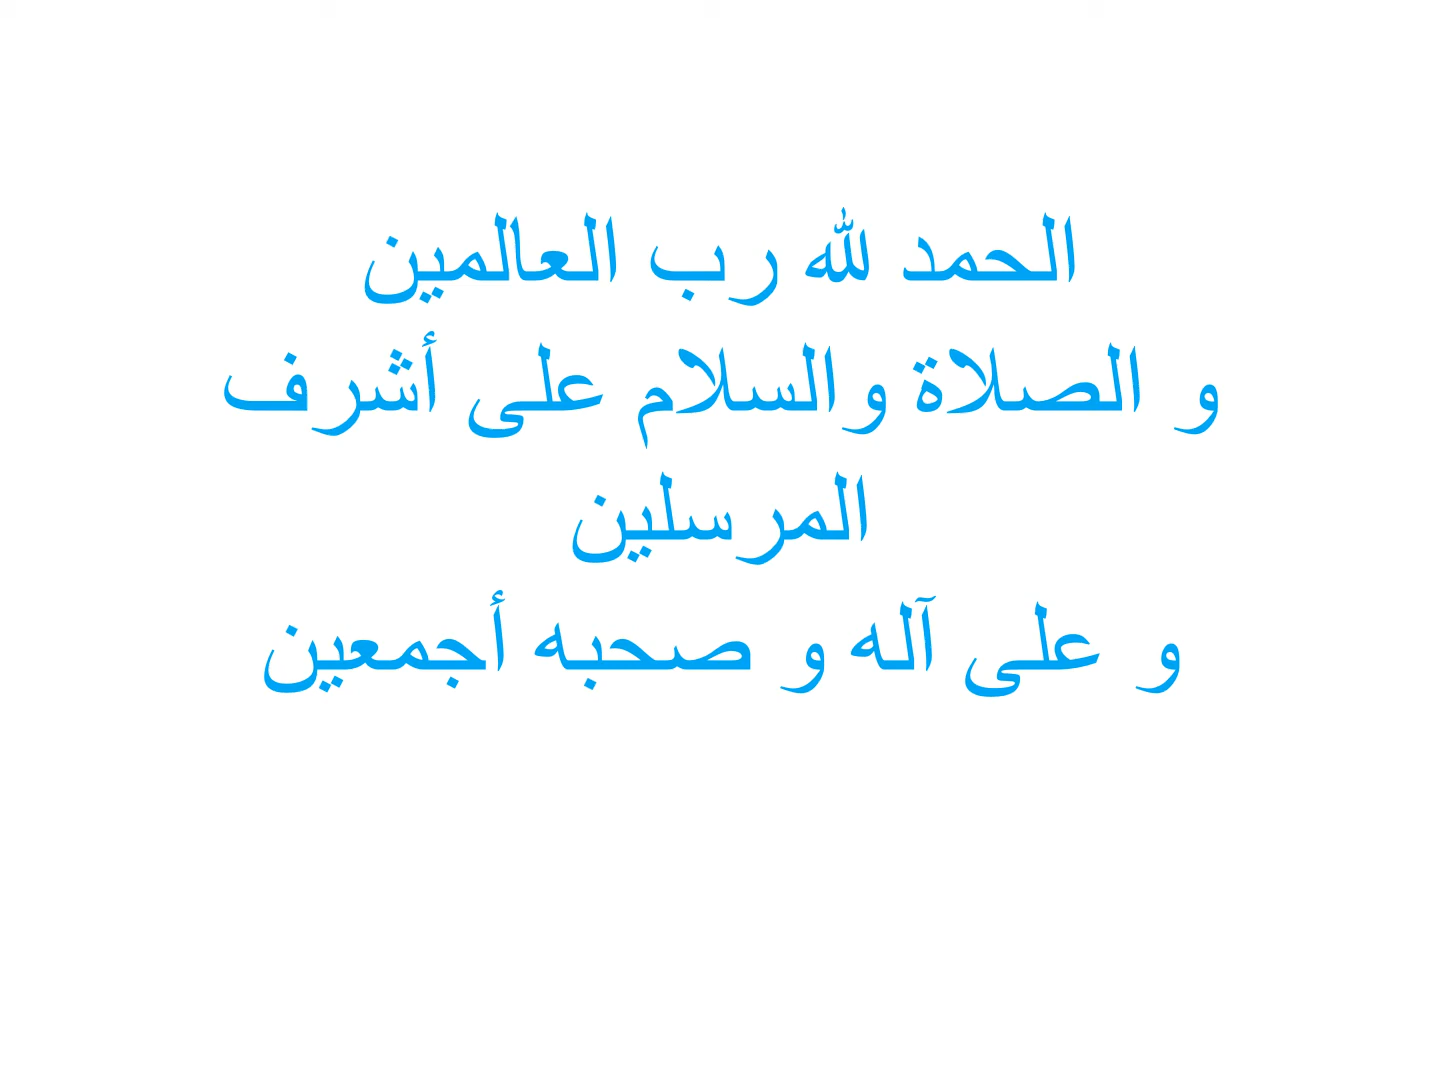 الحمد لله رب العالمين
و الصلاة والسلام على أشرف
المرسلين
و على آله و صحبه أجمعين